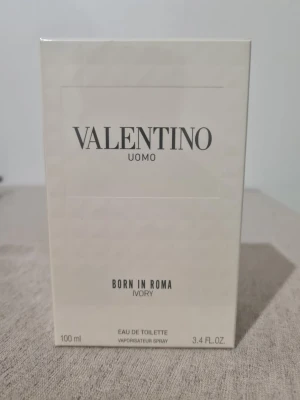 VALENTINO
UOMO
BORN IN ROMA
IVORY
EAU DE TOILETTE
100 ml VAPORISATEUR SPRAY 3.4 FL.OZ.